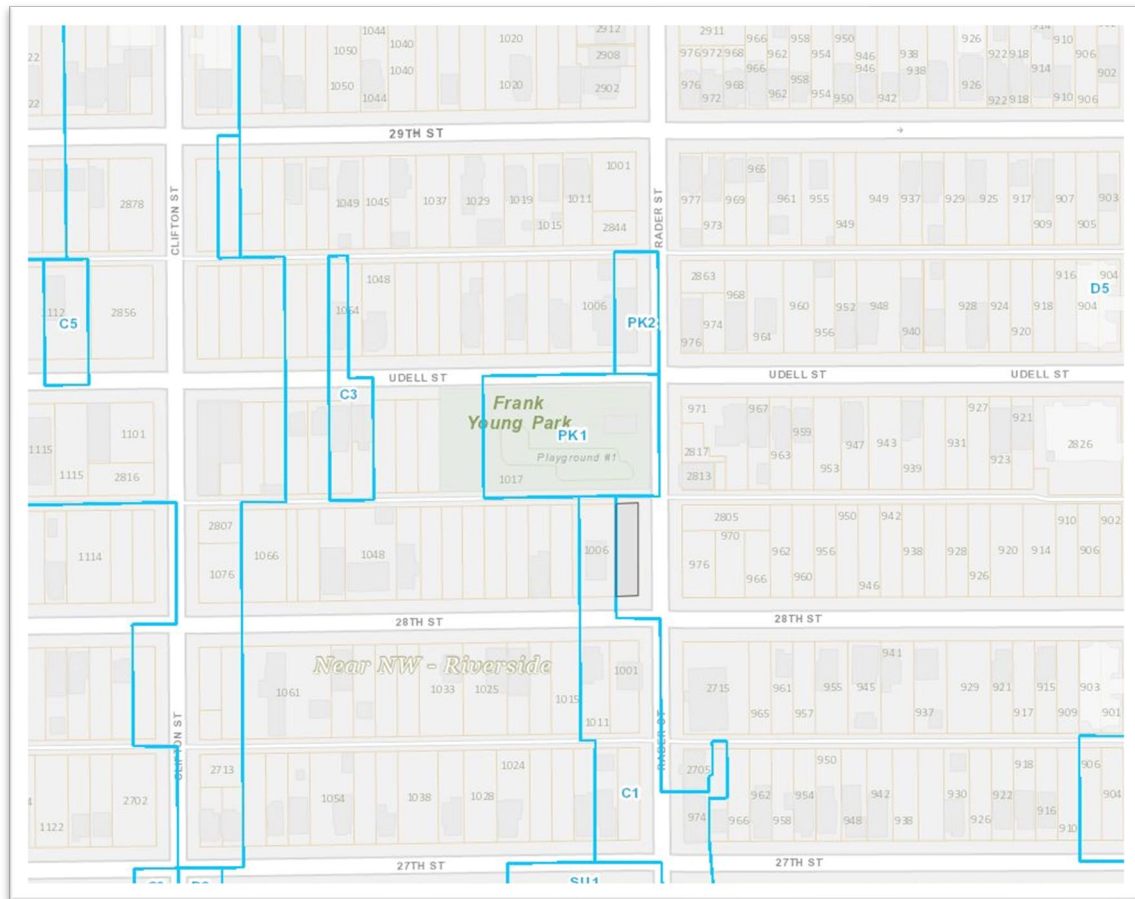 1044 1020 2912 2911 966 958 950 926 910
1050 1040 2908 976 972 968 962 954 946 938 922 918 906
1040 966 946 938 914 902
1050 1020 976 968 958 926
1044 2902 972 962 954 950 942 922 918 910 906
22
22
29TH ST
CLIFTON ST
RADER ST
1001 965
2878 1049 1045 1037 1029 1019 1011 977 969 961 955 949 937 929 925 917 907 903
1015 2844 973 949 909 905
1048 2863 916 904
1112 2856 1064 1006 968 960 952 948 928 924 918 904
C5 PK2 D5
976 974 964 956 940 920
UDELL ST UDELL ST UDELL ST
C3
Frank
Young Park
PK1
Playground #1
1017
1101 971 967 927 921
1115 959 947 943 931 2826
1115 2816 2817 963 953 939 923
2813
2807 2805 950 942 910 902
1114 1066 1048 1006 970 962 956 938 928 920 914 906
1076 976 966 960 946 926
28TH ST 28TH ST
Near NW - Riverside
941
1061 1033 1025 1015 1001 2715 961 955 945 929 921 915 903
1011 965 957 937 917 909 901
CLIFTON ST
RADER ST
2713 1024 2705 950 918 906
2702 1054 1038 1028 C1 962 954 942 930 922 904
1122 974 966 958 948 938 926 916 910
27TH ST 27TH ST
SU1